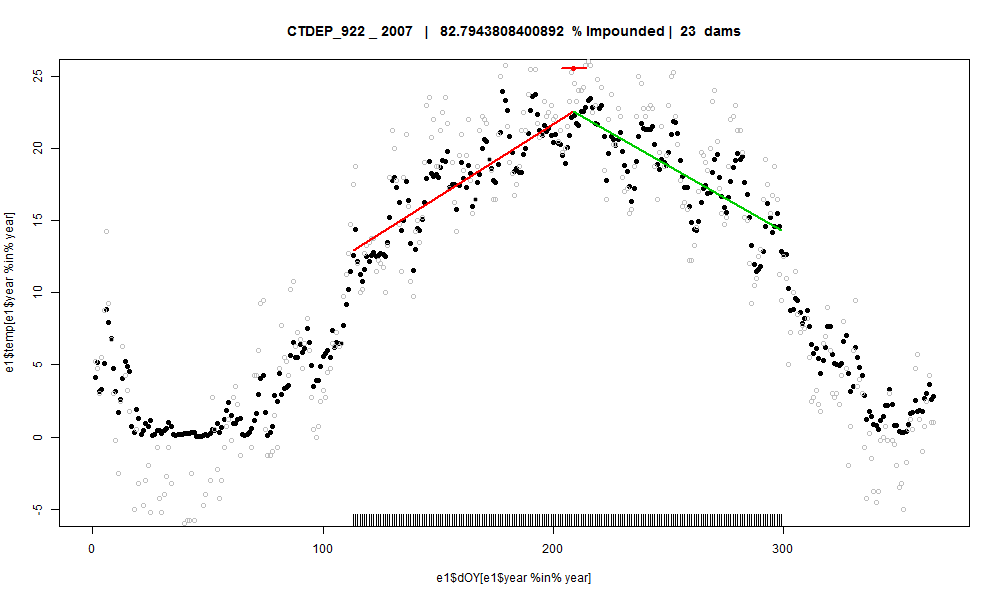 CTDEP_922 _ 2007 | 82.7943808400892 % Impounded | 23 dams
25
20
15
10
5
0
-5
e1$temp[e1$year %in% year]
0 100 200 300
e1$dOY[e1$year %in% year]